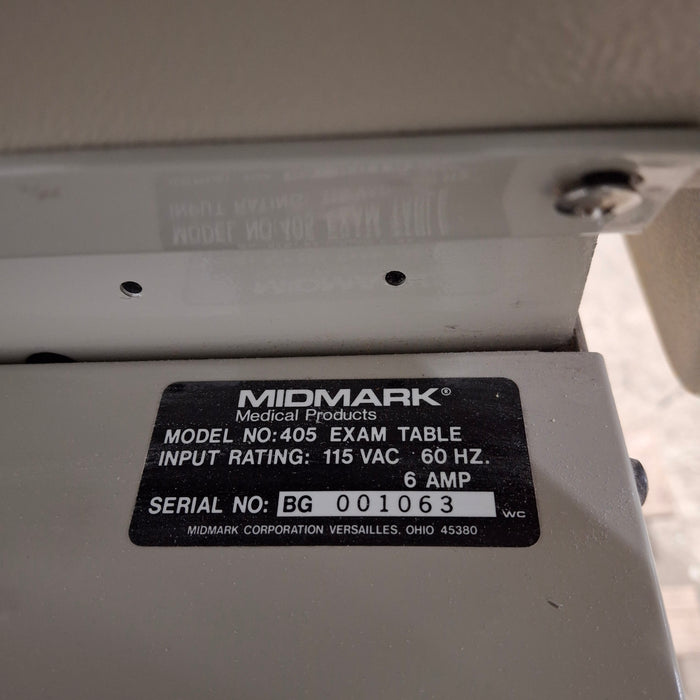 MIDMARK®
Medical Products
MODEL NO: 405 EXAM TABLE
INPUT RATING: 115 VAC 60 HZ.
6 AMP
SERIAL NO: BG 001063
WC
MIDMARK CORPORATION VERSAILLES, OHIO 45380